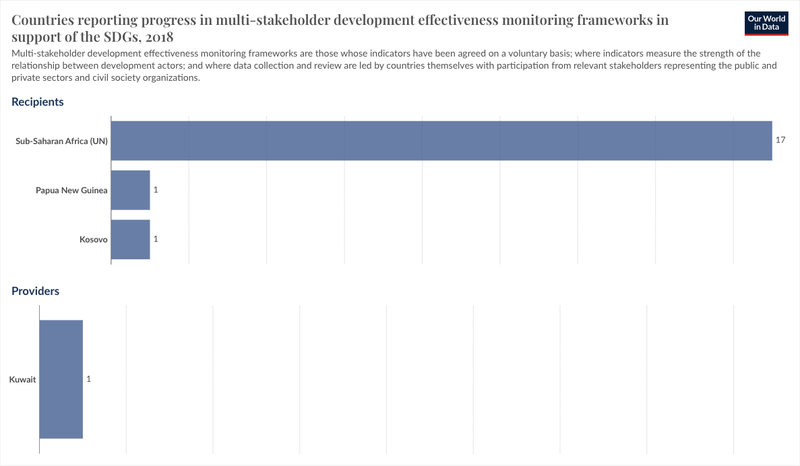 Countries reporting progress in multi-stakeholder development effectiveness monitoring frameworks in
support of the SDGs, 2018
Our World
in Data
Multi-stakeholder development effectiveness monitoring frameworks are those whose indicators have been agreed on a voluntary basis; where indicators measure the strength of the
relationship between development actors; and where data collection and review are led by countries themselves with participation from relevant stakeholders representing the public and
private sectors and civil society organizations.
Recipients
Sub-Saharan Africa (UN)
17
Papua New Guinea
1
Kosovo
1
Providers
Kuwait
1